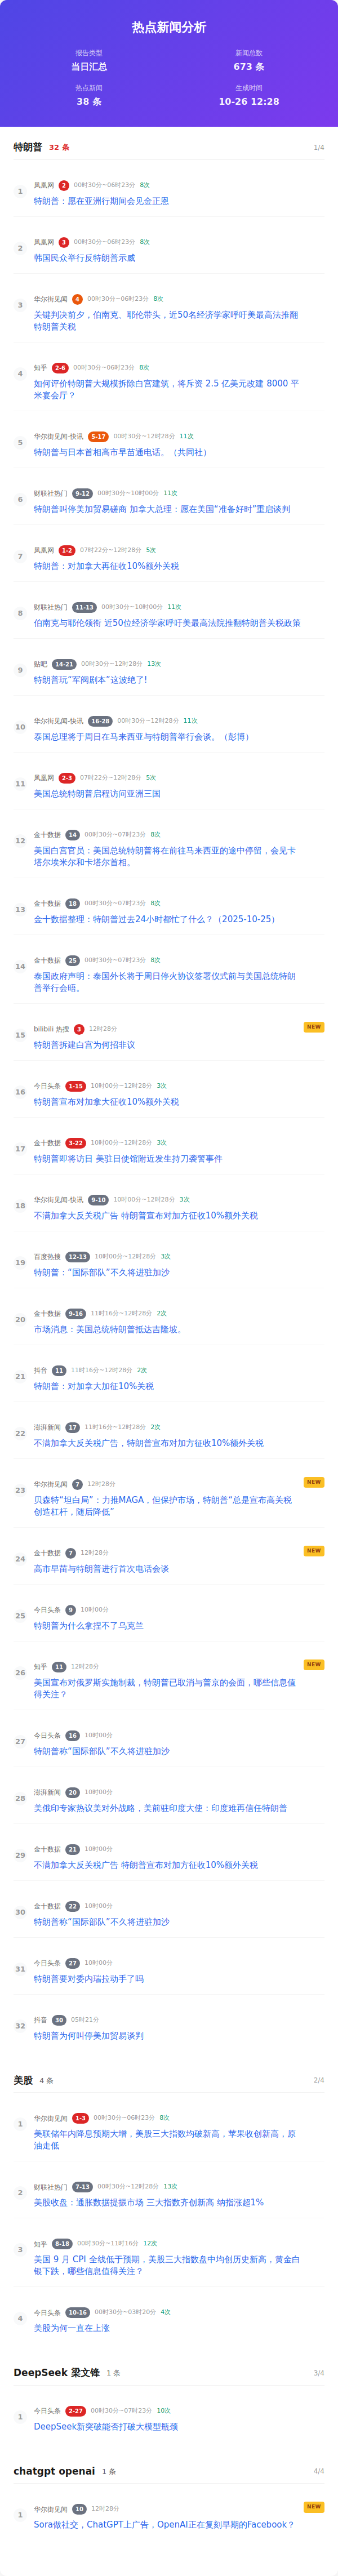 热点新闻分析
报告类型
当日汇总
新闻总数
673 条
热点新闻
38 条
生成时间
10-26 12:28
特朗普 32 条 1/4
1
凤凰网 2 00时30分~06时23分 8次
特朗普：愿在亚洲行期间会见金正恩
2
凤凰网 3 00时30分~06时23分 8次
韩国民众举行反特朗普示威
3
华尔街见闻 4 00时30分~06时23分 8次
关键判决前夕，伯南克、耶伦带头，近50名经济学家呼吁美最高法推翻
特朗普关税
4
知乎 2-6 00时30分~06时23分 8次
如何评价特朗普大规模拆除白宫建筑，将斥资 2.5 亿美元改建 8000 平
米宴会厅？
5
华尔街见闻-快讯 5-17 00时30分~12时28分 11次
特朗普与日本首相高市早苗通电话。（共同社）
6
财联社热门 9-12 00时30分~10时00分 11次
特朗普叫停美加贸易磋商 加拿大总理：愿在美国“准备好时”重启谈判
7
凤凰网 1-2 07时22分~12时28分 5次
特朗普：对加拿大再征收10%额外关税
8
财联社热门 11-13 00时30分~10时00分 11次
伯南克与耶伦领衔 近50位经济学家呼吁美最高法院推翻特朗普关税政策
9
贴吧 14-21 00时30分~12时28分 13次
特朗普玩“军阀剧本”这波绝了!
10
华尔街见闻-快讯 16-28 00时30分~12时28分 11次
泰国总理将于周日在马来西亚与特朗普举行会谈。（彭博）
11
凤凰网 2-3 07时22分~12时28分 5次
美国总统特朗普启程访问亚洲三国
12
金十数据 14 00时30分~07时23分 8次
美国白宫官员：美国总统特朗普将在前往马来西亚的途中停留，会见卡
塔尔埃米尔和卡塔尔首相。
13
金十数据 18 00时30分~07时23分 8次
金十数据整理：特朗普过去24小时都忙了什么？（2025-10-25）
14
金十数据 25 00时30分~07时23分 8次
泰国政府声明：泰国外长将于周日停火协议签署仪式前与美国总统特朗
普举行会晤。
15
bilibili 热搜 3 12时28分 NEW
特朗普拆建白宫为何招非议
16
今日头条 1-15 10时00分~12时28分 3次
特朗普宣布对加拿大征收10%额外关税
17
金十数据 3-22 10时00分~12时28分 3次
特朗普即将访日 美驻日使馆附近发生持刀袭警事件
18
华尔街见闻-快讯 9-10 10时00分~12时28分 3次
不满加拿大反关税广告 特朗普宣布对加方征收10%额外关税
19
百度热搜 12-13 10时00分~12时28分 3次
特朗普：“国际部队”不久将进驻加沙
20
金十数据 9-16 11时16分~12时28分 2次
市场消息：美国总统特朗普抵达吉隆坡。
21
抖音 11 11时16分~12时28分 2次
特朗普：对加拿大加征10%关税
22
澎湃新闻 17 11时16分~12时28分 2次
不满加拿大反关税广告，特朗普宣布对加方征收10%额外关税
23
华尔街见闻 7 12时28分 NEW
贝森特“坦白局”：力推MAGA，但保护市场，特朗普“总是宣布高关税
创造杠杆，随后降低”
24
金十数据 7 12时28分 NEW
高市早苗与特朗普进行首次电话会谈
25
今日头条 9 10时00分
特朗普为什么拿捏不了乌克兰
26
知乎 11 12时28分 NEW
美国宣布对俄罗斯实施制裁，特朗普已取消与普京的会面，哪些信息值
得关注？
27
今日头条 16 10时00分
特朗普称“国际部队”不久将进驻加沙
28
澎湃新闻 20 10时00分
美俄印专家热议美对外战略，美前驻印度大使：印度难再信任特朗普
29
金十数据 21 10时00分
不满加拿大反关税广告 特朗普宣布对加方征收10%额外关税
30
金十数据 22 10时00分
特朗普称“国际部队”不久将进驻加沙
31
今日头条 27 10时00分
特朗普要对委内瑞拉动手了吗
32
抖音 30 05时21分
特朗普为何叫停美加贸易谈判
美股 4 条 2/4
1
华尔街见闻 1-3 00时30分~06时23分 8次
美联储年内降息预期大增，美股三大指数均破新高，苹果收创新高，原
油走低
2
财联社热门 7-13 00时30分~12时28分 13次
美股收盘：通胀数据提振市场 三大指数齐创新高 纳指涨超1%
3
知乎 8-18 00时30分~11时16分 12次
美国 9 月 CPI 全线低于预期，美股三大指数盘中均创历史新高，黄金白
银下跌，哪些信息值得关注？
4
今日头条 10-16 00时30分~03时20分 4次
美股为何一直在上涨
DeepSeek 梁文锋 1 条 3/4
1
今日头条 2-27 00时30分~07时23分 10次
DeepSeek新突破能否打破大模型瓶颈
chatgpt openai 1 条 4/4
1
华尔街见闻 10 12时28分 NEW
Sora做社交，ChatGPT上广告，OpenAI正在复刻早期的Facebook？